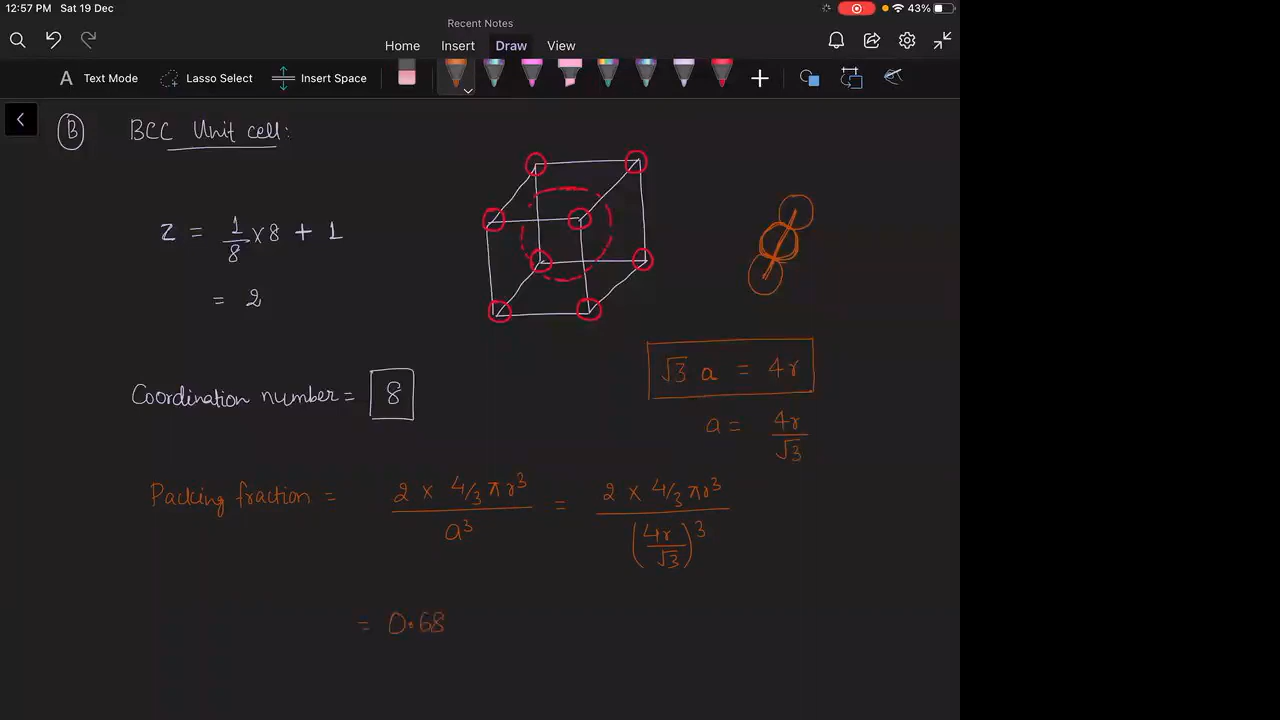 12:57 PM Sat 19 Dec
43%
Recent Notes
Home Insert Draw View
A Text Mode Lasso Select Insert Space
B BCC Unit cell:
Z = 1/8 × 8 + 1
= 2
Coordination number = 8
√3 a = 4r
a = 4r/√3
Packing fraction = 2 × 4/3 πr³ / a³ = 2 × 4/3 πr³ / (4r/√3)³
= 0.68